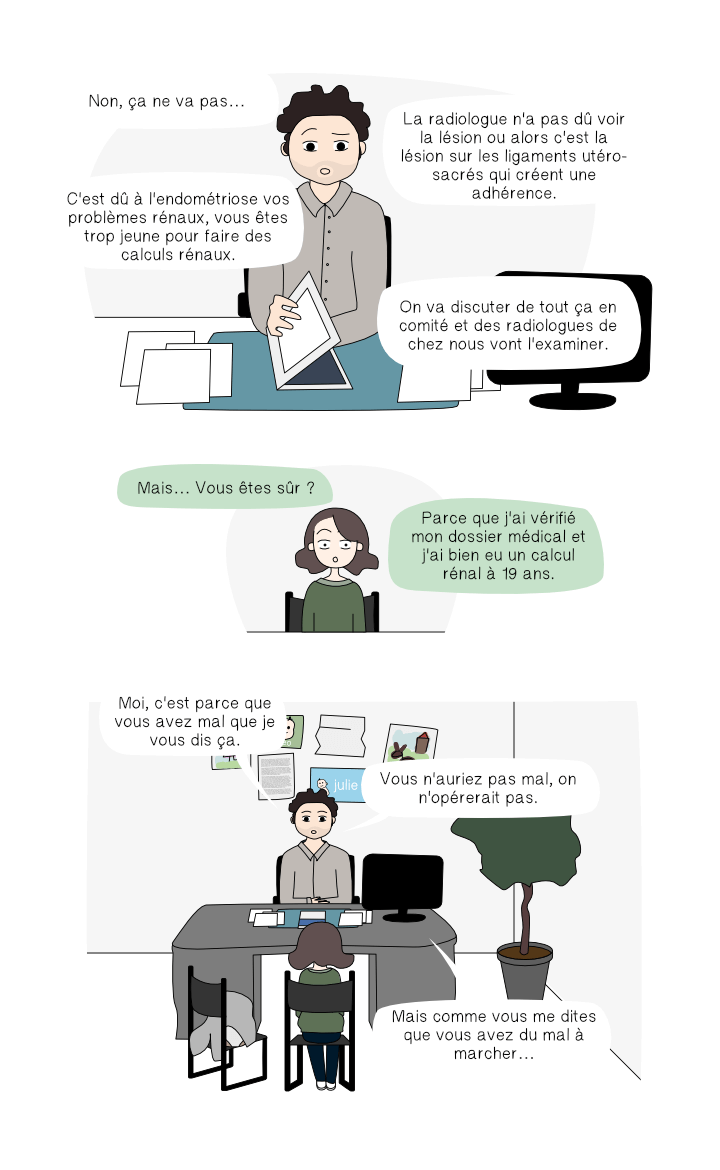 Non, ça ne va pas...
La radiologue n'a pas dû voir
la lésion ou alors c'est la
lésion sur les ligaments utéro-
sacrés qui créent une
adhérence.
C'est dû à l'endométriose vos
problèmes rénaux, vous êtes
trop jeune pour faire des
calculs rénaux.
On va discuter de tout ça en
comité et des radiologues de
chez nous vont l'examiner.
Mais... Vous êtes sûr ?
Parce que j'ai vérifié
mon dossier médical et
j'ai bien eu un calcul
rénal à 19 ans.
Moi, c'est parce que
vous avez mal que je
vous dis ça.
Julie
Vous n'auriez pas mal, on
n'opérerait pas.
Mais comme vous me dites
que vous avez du mal à
marcher...